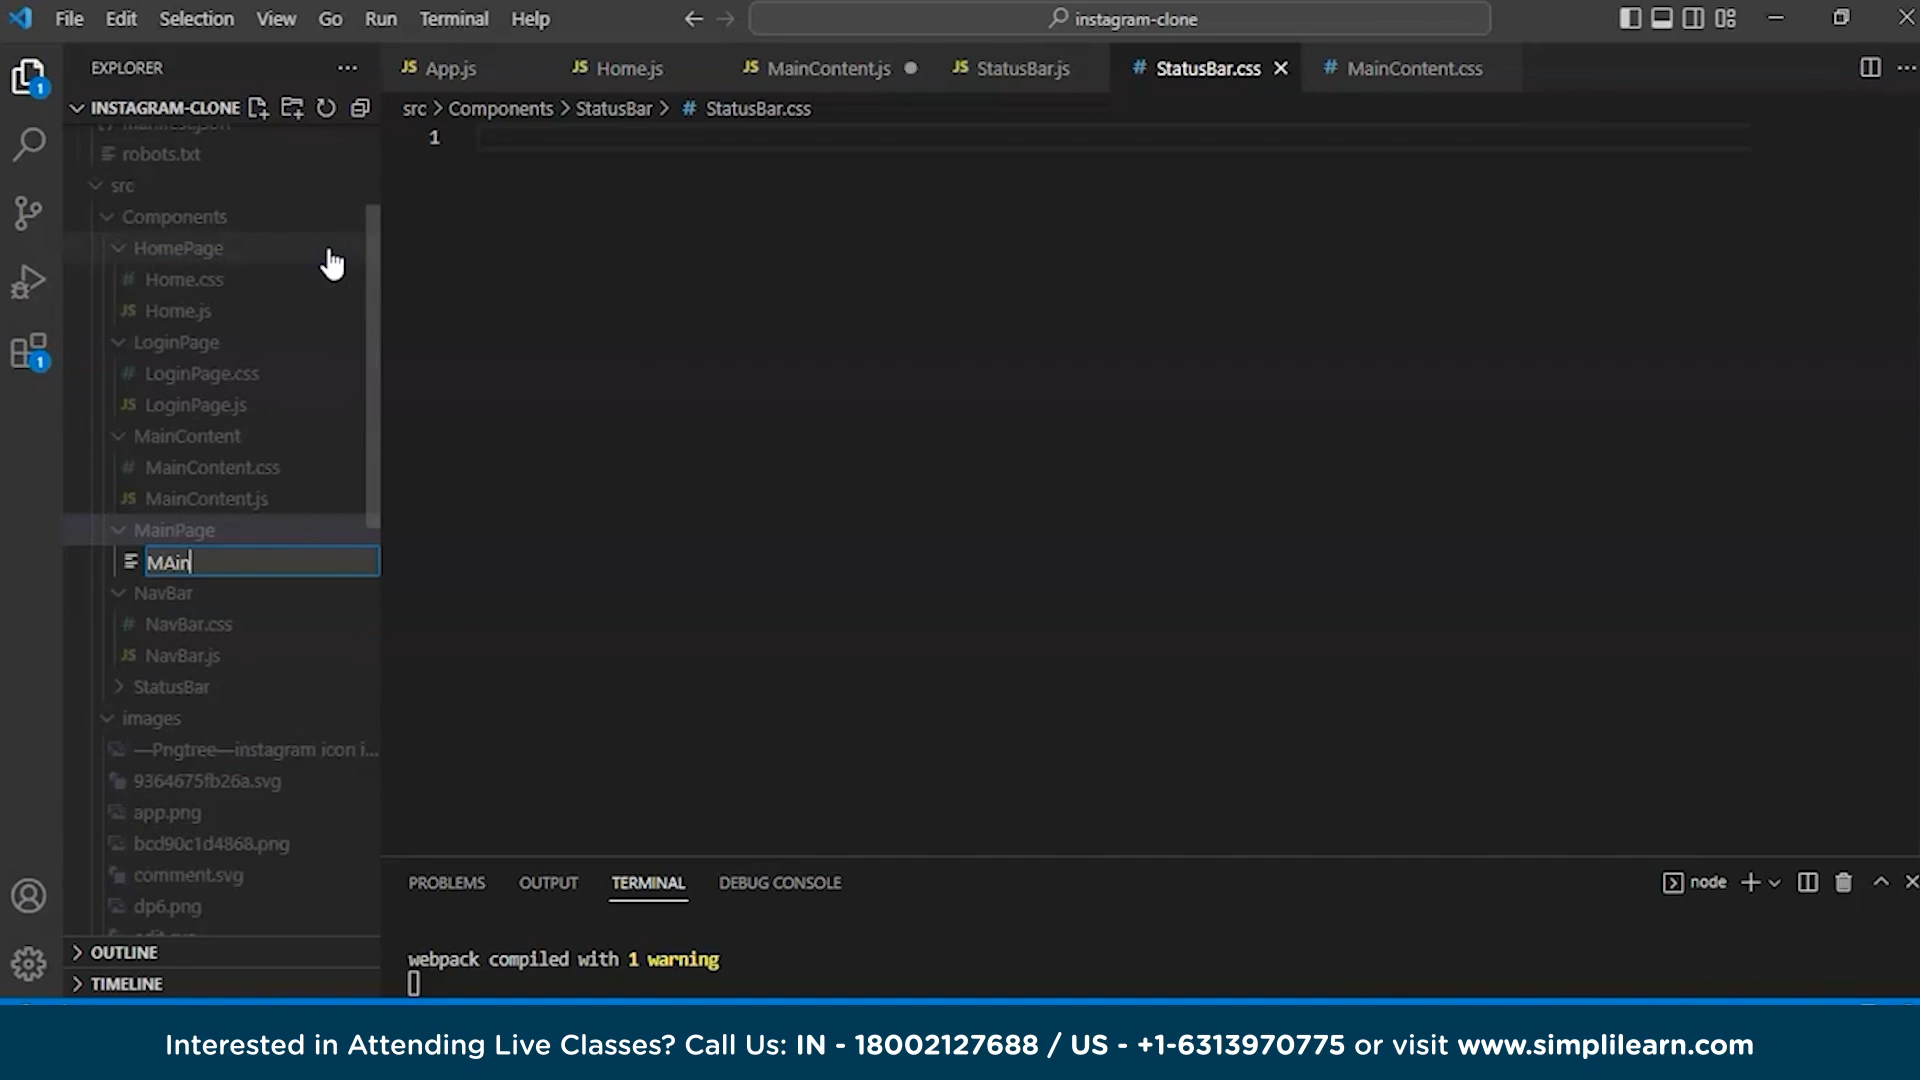 File Edit Selection View Go Run Terminal Help
instagram-clone
EXPLORER
App.js Home.js MainContent.js StatusBar.js # StatusBar.css # MainContent.css
INSTAGRAM-CLONE
src > Components > StatusBar > # StatusBar.css
1
manifest.json
robots.txt
src
Components
HomePage
# Home.css
JS Home.js
LoginPage
# LoginPage.css
JS LoginPage.js
MainContent
# MainContent.css
JS MainContent.js
MainPage
MAin
NavBar
# NavBar.css
JS NavBar.js
StatusBar
images
—Pngtree—instagram icon i...
9364675fb26a.svg
app.png
bcd90c1d4868.png
comment.svg
dp6.png
OUTLINE
TIMELINE
PROBLEMS OUTPUT TERMINAL DEBUG CONSOLE
node
webpack compiled with 1 warning
Interested in Attending Live Classes? Call Us: IN - 18002127688 / US - +1-6313970775 or visit www.simplilearn.com